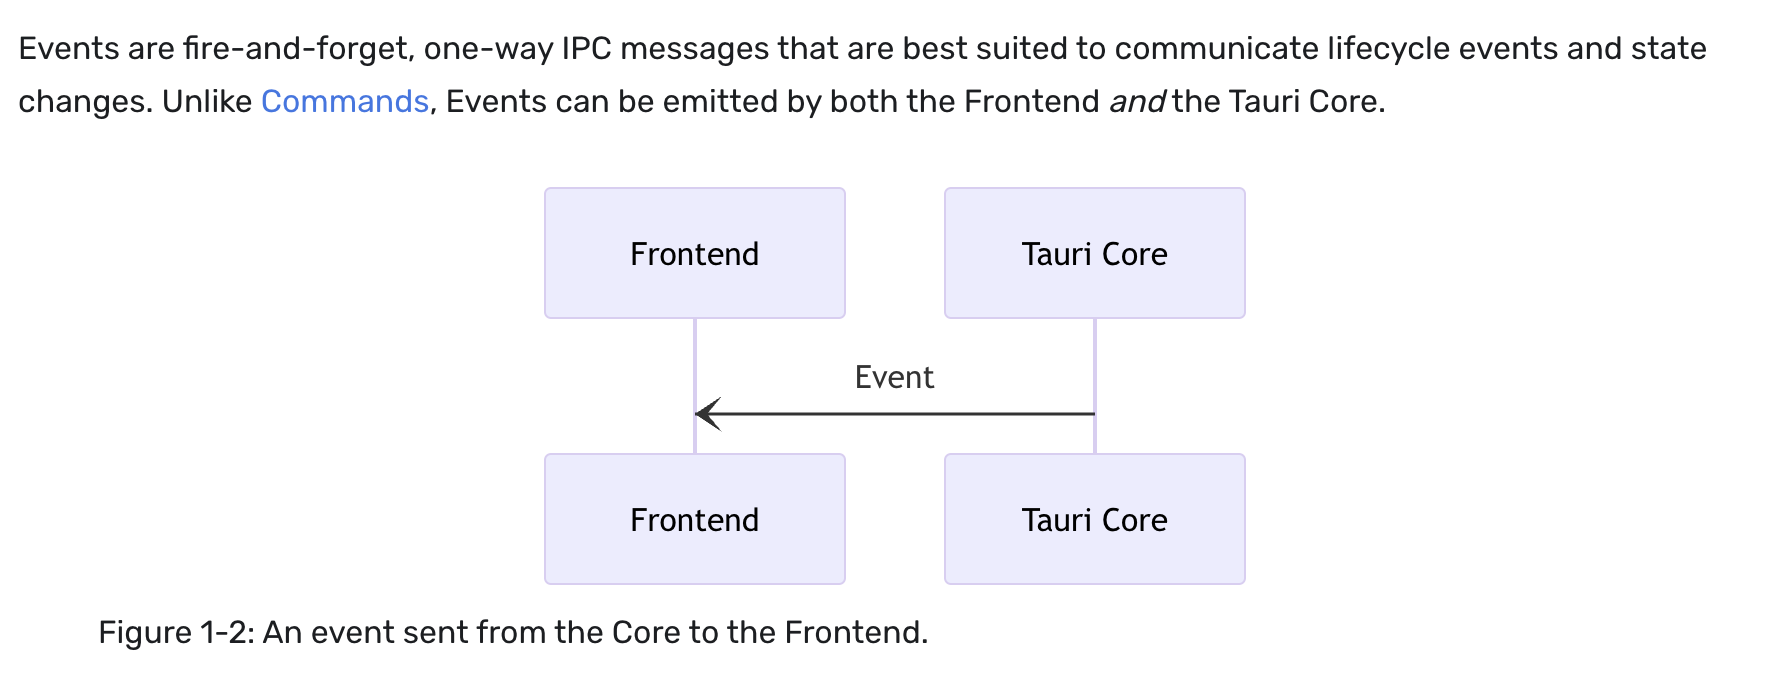 Events are fire-and-forget, one-way IPC messages that are best suited to communicate lifecycle events and state
changes. Unlike Commands, Events can be emitted by both the Frontend and the Tauri Core.
Frontend
Tauri Core
Event
Frontend
Tauri Core
Figure 1-2: An event sent from the Core to the Frontend.